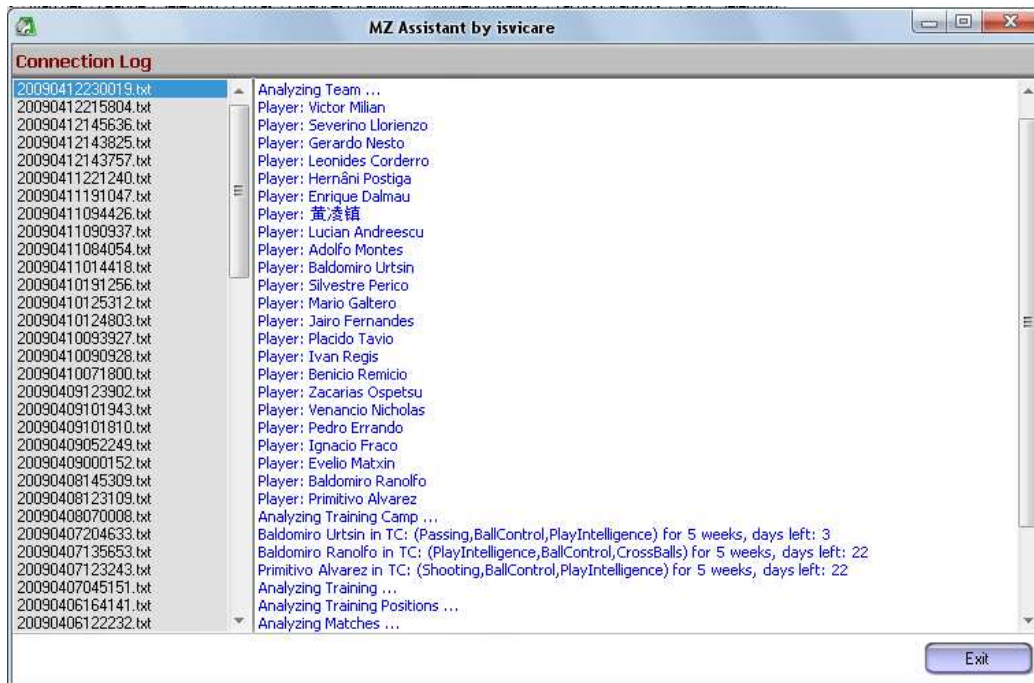 MZ Assistant by isvicare
Connection Log
20090412230019.txt
20090412215804.txt
20090412145636.txt
20090412143825.txt
20090412143757.txt
20090411221240.txt
20090411191047.txt
20090411094426.txt
20090411090937.txt
20090411084054.txt
20090411014418.txt
20090410191256.txt
20090410125312.txt
20090410124803.txt
20090410093927.txt
20090410090928.txt
20090410071800.txt
20090409123902.txt
20090409101943.txt
20090409101810.txt
20090409052249.txt
20090409000152.txt
20090408145309.txt
20090408123109.txt
20090408070008.txt
20090407204633.txt
20090407135653.txt
20090407123243.txt
20090407045151.txt
20090406164141.txt
20090406122232.txt
Analyzing Team ...
Player: Victor Milian
Player: Severino Llorienzo
Player: Gerardo Nesto
Player: Leonides Corderro
Player: Hernâni Postiga
Player: Enrique Dalmau
Player: 黄凌镇
Player: Lucian Andreescu
Player: Adolfo Montes
Player: Baldomiro Urtsin
Player: Silvestre Perico
Player: Mario Galtero
Player: Jairo Fernandes
Player: Placido Tavio
Player: Ivan Regis
Player: Benicio Remicio
Player: Zacarias Ospetsu
Player: Venancio Nicholas
Player: Pedro Errando
Player: Ignacio Fraco
Player: Evelio Matxin
Player: Baldomiro Ranolfo
Player: Primitivo Alvarez
Analyzing Training Camp ...
Baldomiro Urtsin in TC: (Passing,BallControl,PlayIntelligence) for 5 weeks, days left: 3
Baldomiro Ranolfo in TC: (PlayIntelligence,BallControl,CrossBalls) for 5 weeks, days left: 22
Primitivo Alvarez in TC: (Shooting,BallControl,PlayIntelligence) for 5 weeks, days left: 22
Analyzing Training ...
Analyzing Training Positions ...
Analyzing Matches ...
Exit